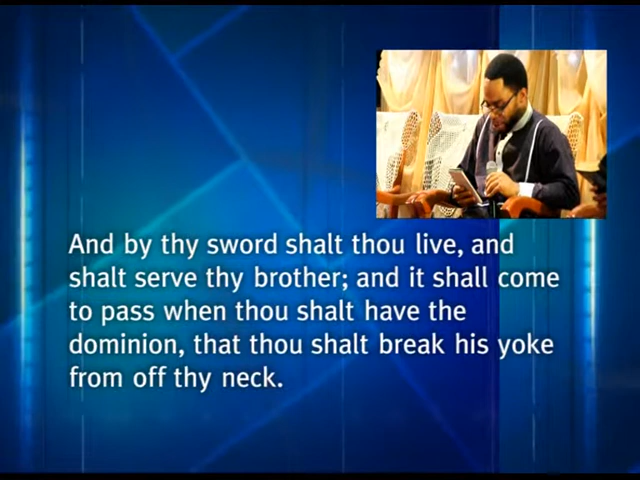 And by thy sword shalt thou live, and
shalt serve thy brother; and it shall come
to pass when thou shalt have the
dominion, that thou shalt break his yoke
from off thy neck.